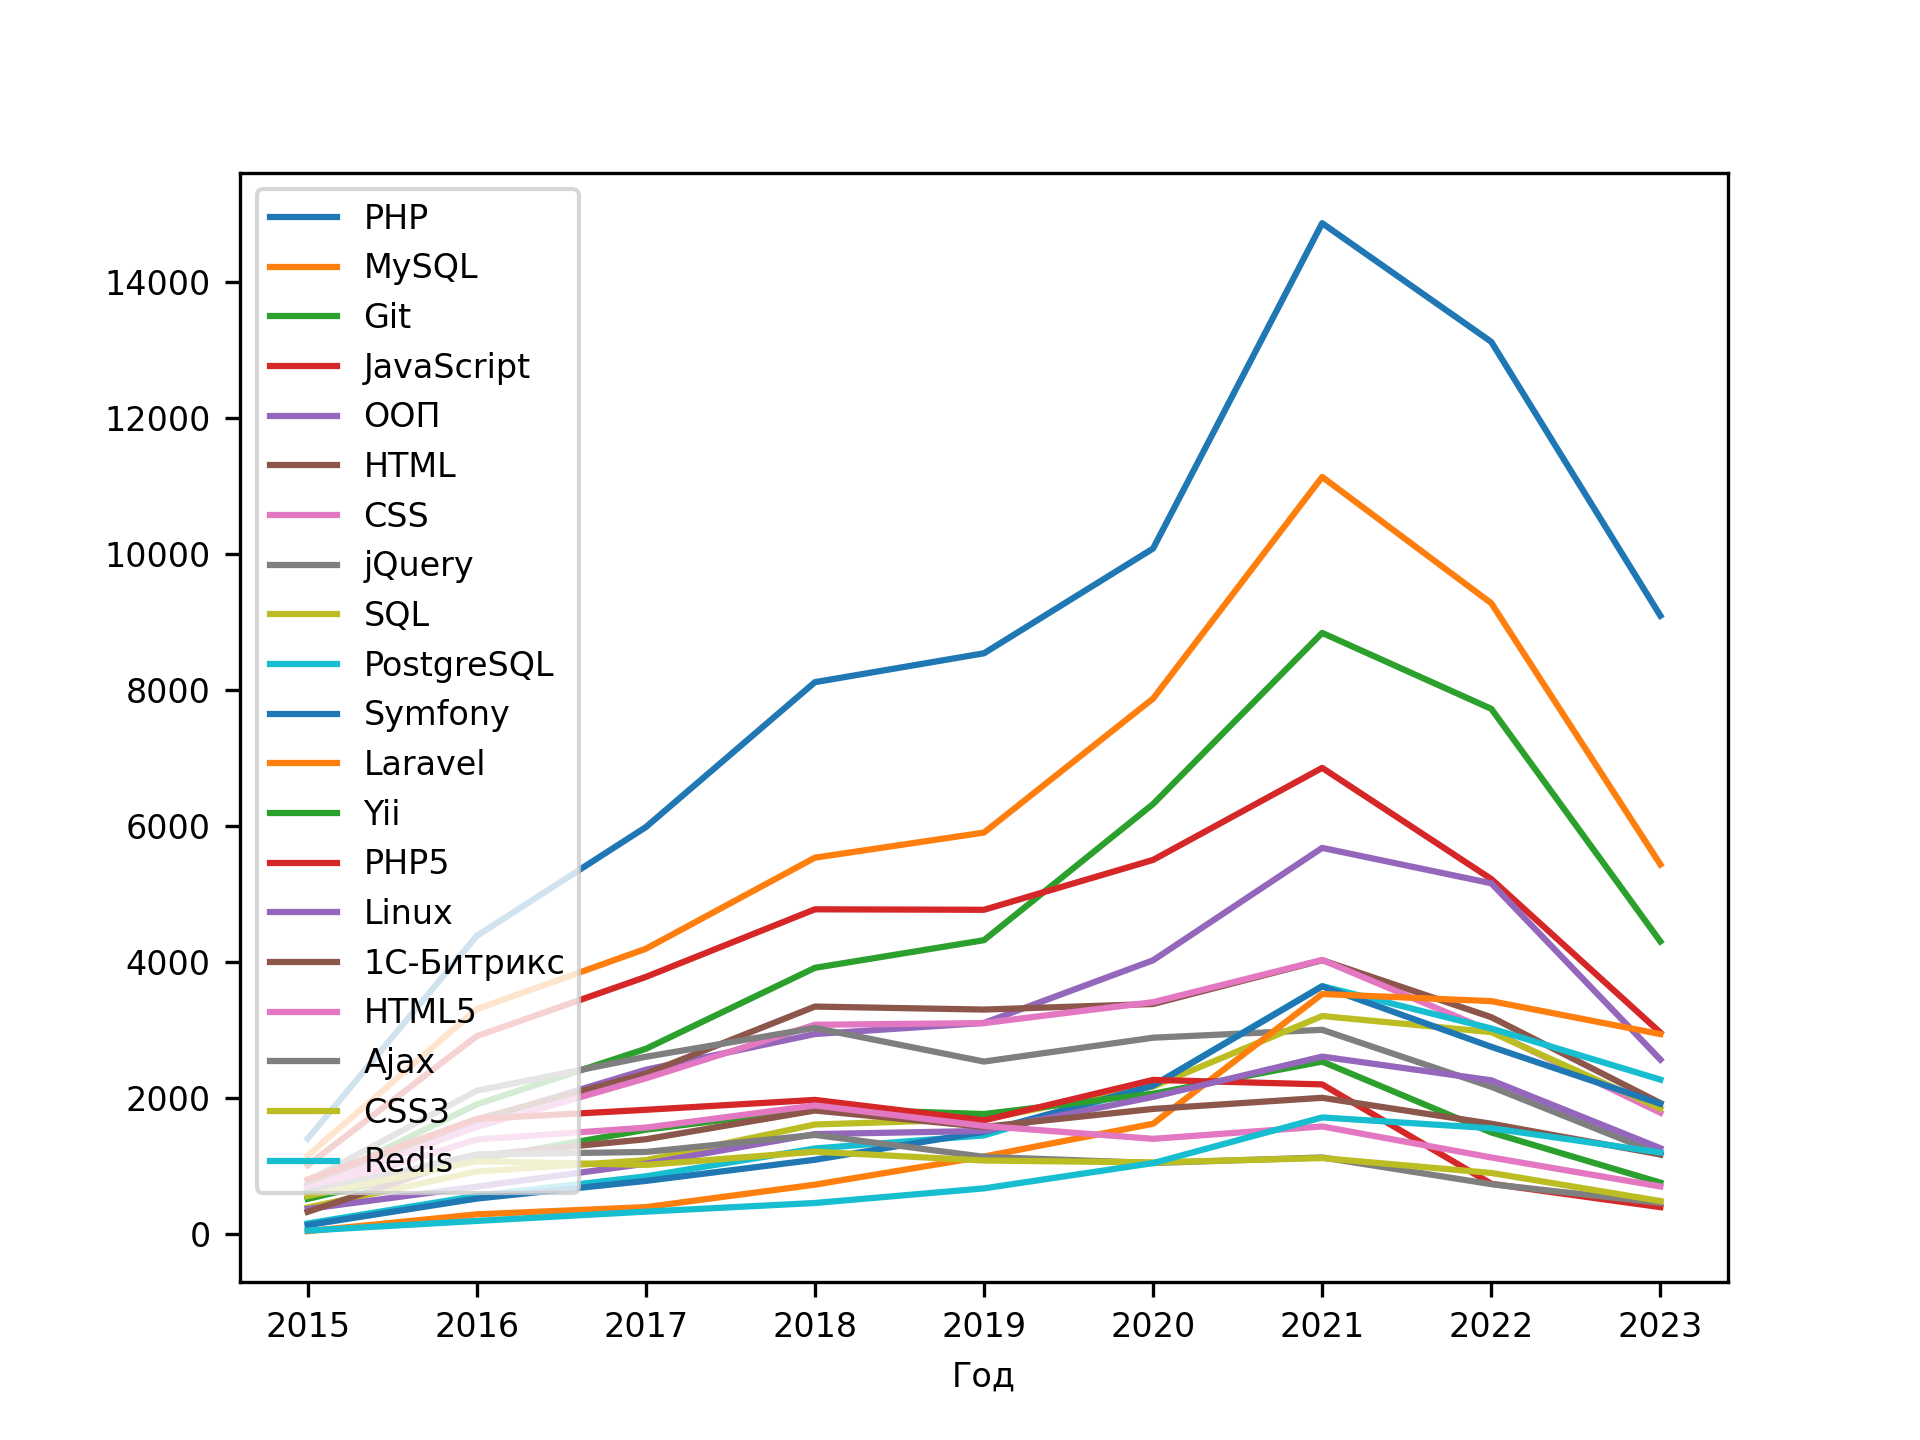 PHP
MySQL
Git
JavaScript
ООП
HTML
CSS
jQuery
SQL
PostgreSQL
Symfony
Laravel
Yii
PHP5
Linux
1С-Битрикс
HTML5
Ajax
CSS3
Redis
14000
12000
10000
8000
6000
4000
2000
0
2015 2016 2017 2018 2019 2020 2021 2022 2023
Год